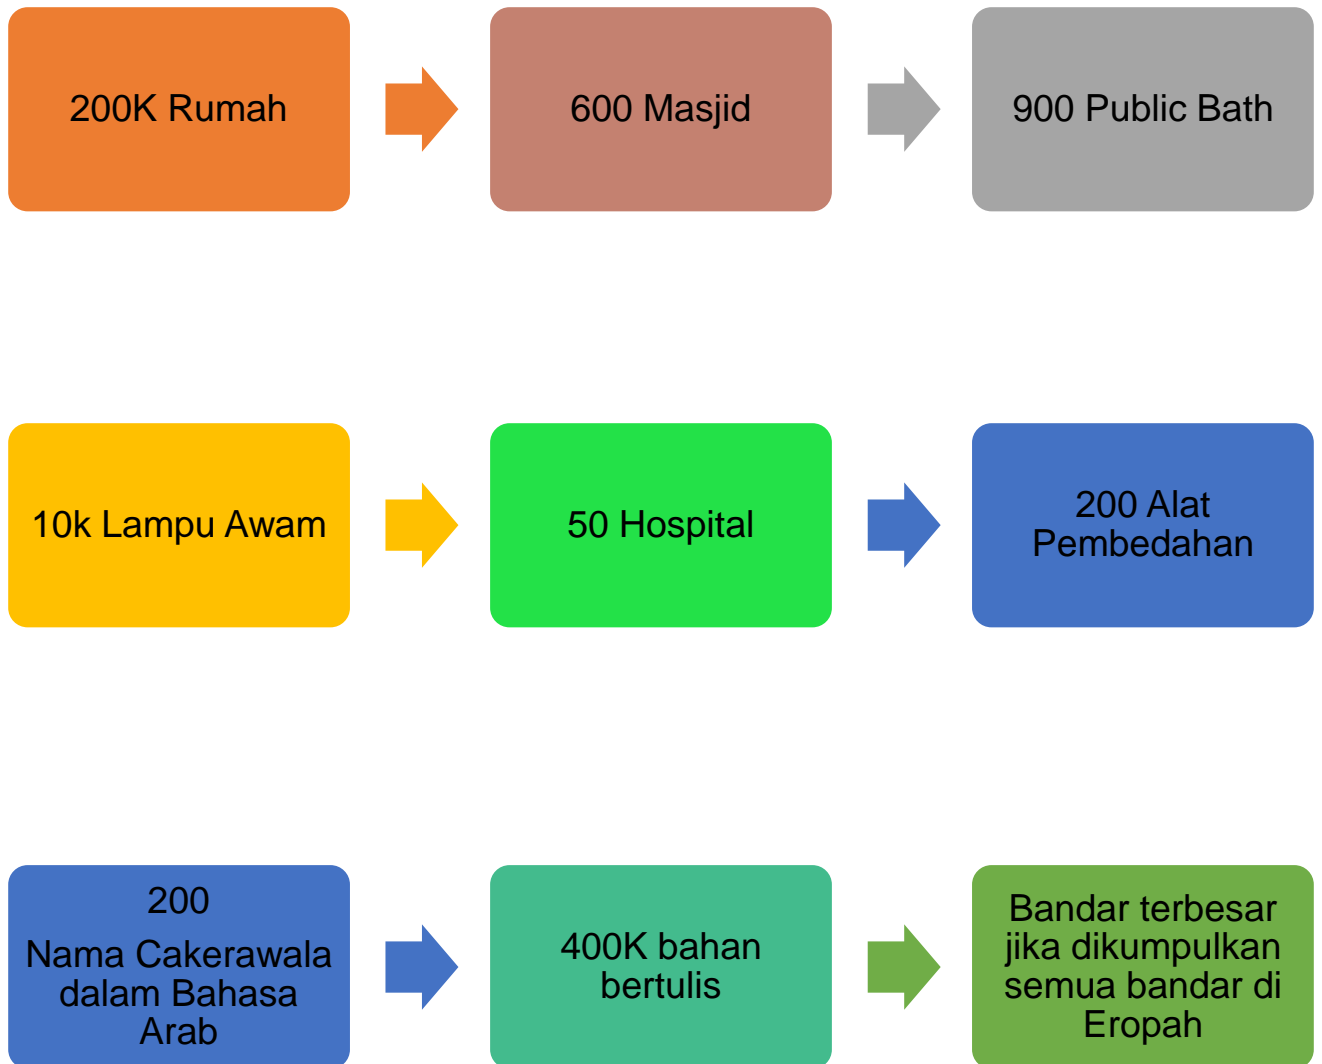 200K Rumah
600 Masjid
900 Public Bath
10k Lampu Awam
50 Hospital
200 Alat
Pembedahan
200
Nama Cakerawala
dalam Bahasa
Arab
400K bahan
bertulis
Bandar terbesar
jika dikumpulkan
semua bandar di
Eropah